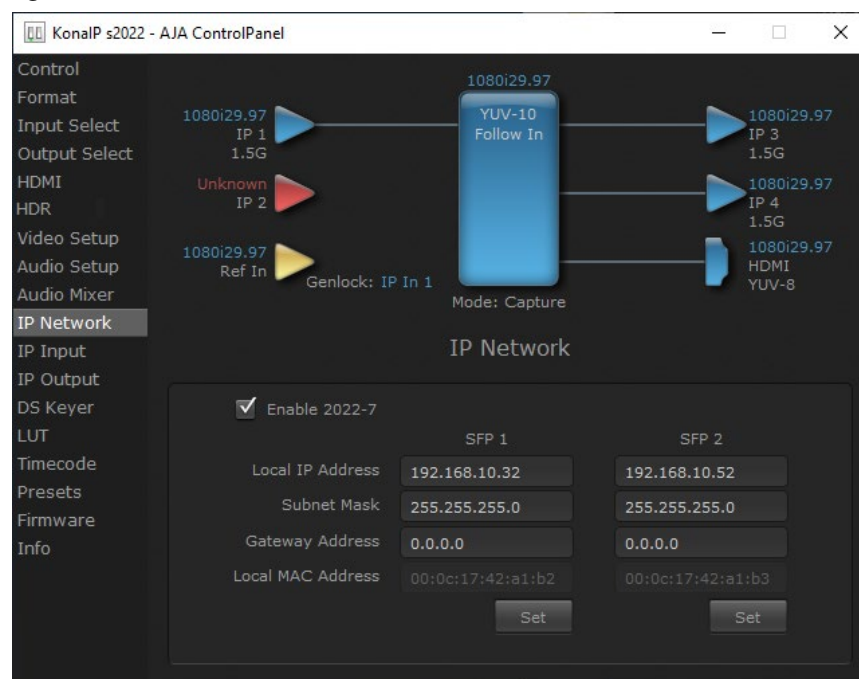 KonaIP s2022 - AJA ControlPanel
Control
Format
Input Select
Output Select
HDMI
HDR
Video Setup
Audio Setup
Audio Mixer
IP Network
IP Input
IP Output
DS Keyer
LUT
Timecode
Presets
Firmware
Info
1080i29.97
1080i29.97
IP 1
1.5G
Unknown
IP 2
1080i29.97
Ref In
Genlock: IP In 1
YUV-10
Follow In
Mode: Capture
1080i29.97
IP 3
1.5G
1080i29.97
IP 4
1.5G
1080i29.97
HDMI
YUV-8
IP Network
Enable 2022-7
SFP 1 SFP 2
Local IP Address 192.168.10.32 192.168.10.52
Subnet Mask 255.255.255.0 255.255.255.0
Gateway Address 0.0.0.0 0.0.0.0
Local MAC Address 00:0c:17:42:a1:b2 00:0c:17:42:a1:b3
Set Set